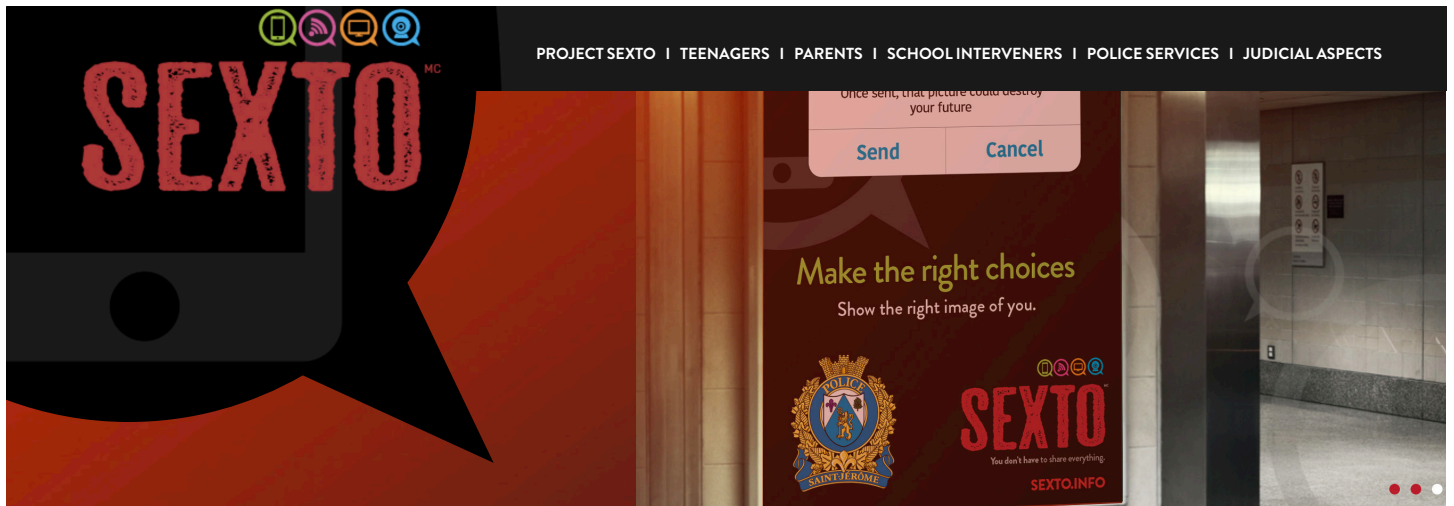 SEXTO
MC
PROJECT SEXTO I TEENAGERS I PARENTS I SCHOOL INTERVENERS I POLICE SERVICES I JUDICIAL ASPECTS
Once sent, that picture could destroy
your future
Send Cancel
Make the right choices
Show the right image of you.
POLICE
SAINT-JÉRÔME
SEXTO
You don't have to share everything.
SEXTO.INFO